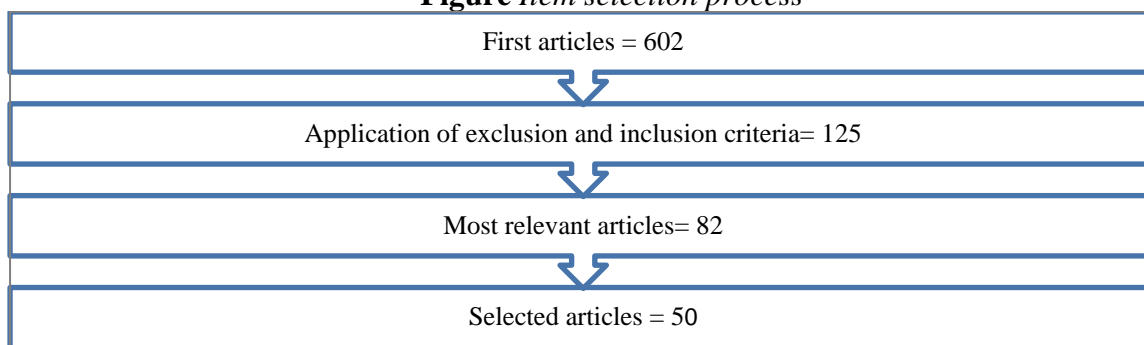 Figure Item selection process
First articles = 602
Application of exclusion and inclusion criteria= 125
Most relevant articles= 82
Selected articles = 50